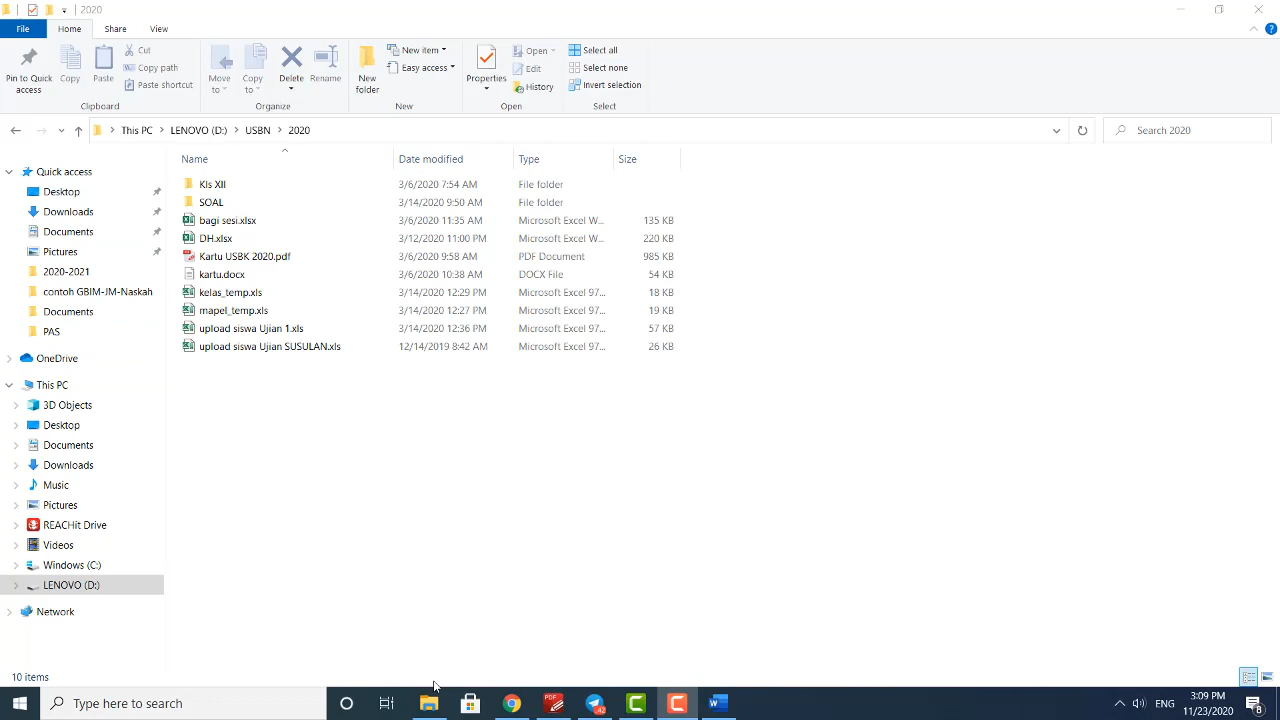 2020
File Home Share View
Pin to Quick access
Copy
Paste
Cut
Copy path
Paste shortcut
Clipboard
Move to
Copy to
Delete
Rename
Organize
New folder
New item
Easy access
New
Properties
Open
Edit
History
Open
Select all
Select none
Invert selection
Select
This PC LENOVO (D:) USBN 2020
Search 2020
Name Date modified Type Size
Quick access
Desktop
Downloads
Documents
Pictures
2020-2021
contoh GBIM-JM-Naskah
Documents
PAS
OneDrive
This PC
3D Objects
Desktop
Documents
Downloads
Music
Pictures
REACHit Drive
Videos
Windows (C:)
LENOVO (D:)
Network
Kls XII 3/6/2020 7:54 AM File folder
SOAL 3/14/2020 9:50 AM File folder
bagi sesi.xlsx 3/6/2020 11:35 AM Microsoft Excel W... 135 KB
DH.xlsx 3/12/2020 11:00 PM Microsoft Excel W... 220 KB
Kartu USBK 2020.pdf 3/6/2020 9:58 AM PDF Document 985 KB
kartu.docx 3/6/2020 10:38 AM DOCX File 54 KB
kelas_temp.xls 3/14/2020 12:29 PM Microsoft Excel 97... 18 KB
mapel_temp.xls 3/14/2020 12:27 PM Microsoft Excel 97... 19 KB
upload siswa Ujian 1.xls 3/14/2020 12:36 PM Microsoft Excel 97... 57 KB
upload siswa Ujian SUSULAN.xls 12/14/2019 8:42 AM Microsoft Excel 97... 26 KB
10 items
Type here to search
PDF
42
ENG
3:09 PM
11/23/2020
8